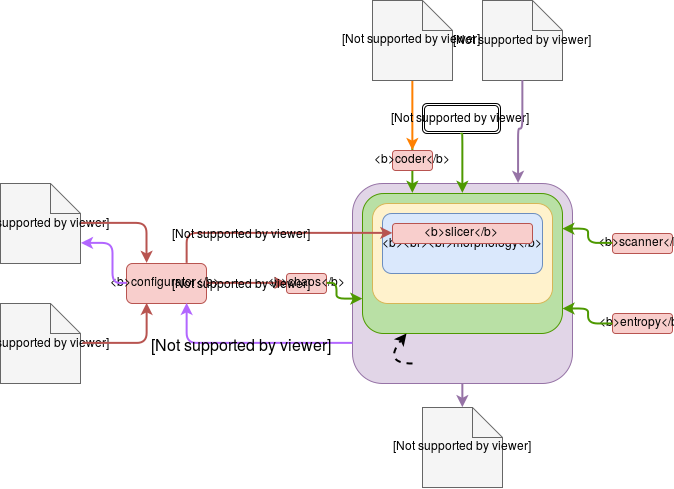 [Not supported by viewer]
[Not supported by viewer]
[Not supported by viewer]
<b>coder</b>
supported by viewer]
[Not supported by viewer]
<b>slicer</b>
<b><br><br>morphology<b>
<b>scanner</
<b>configurator</b>
[Not supported by viewer]
<b>chaps</b>
<b>entropy</b
supported by viewer]
[Not supported by viewer]
[Not supported by viewer]